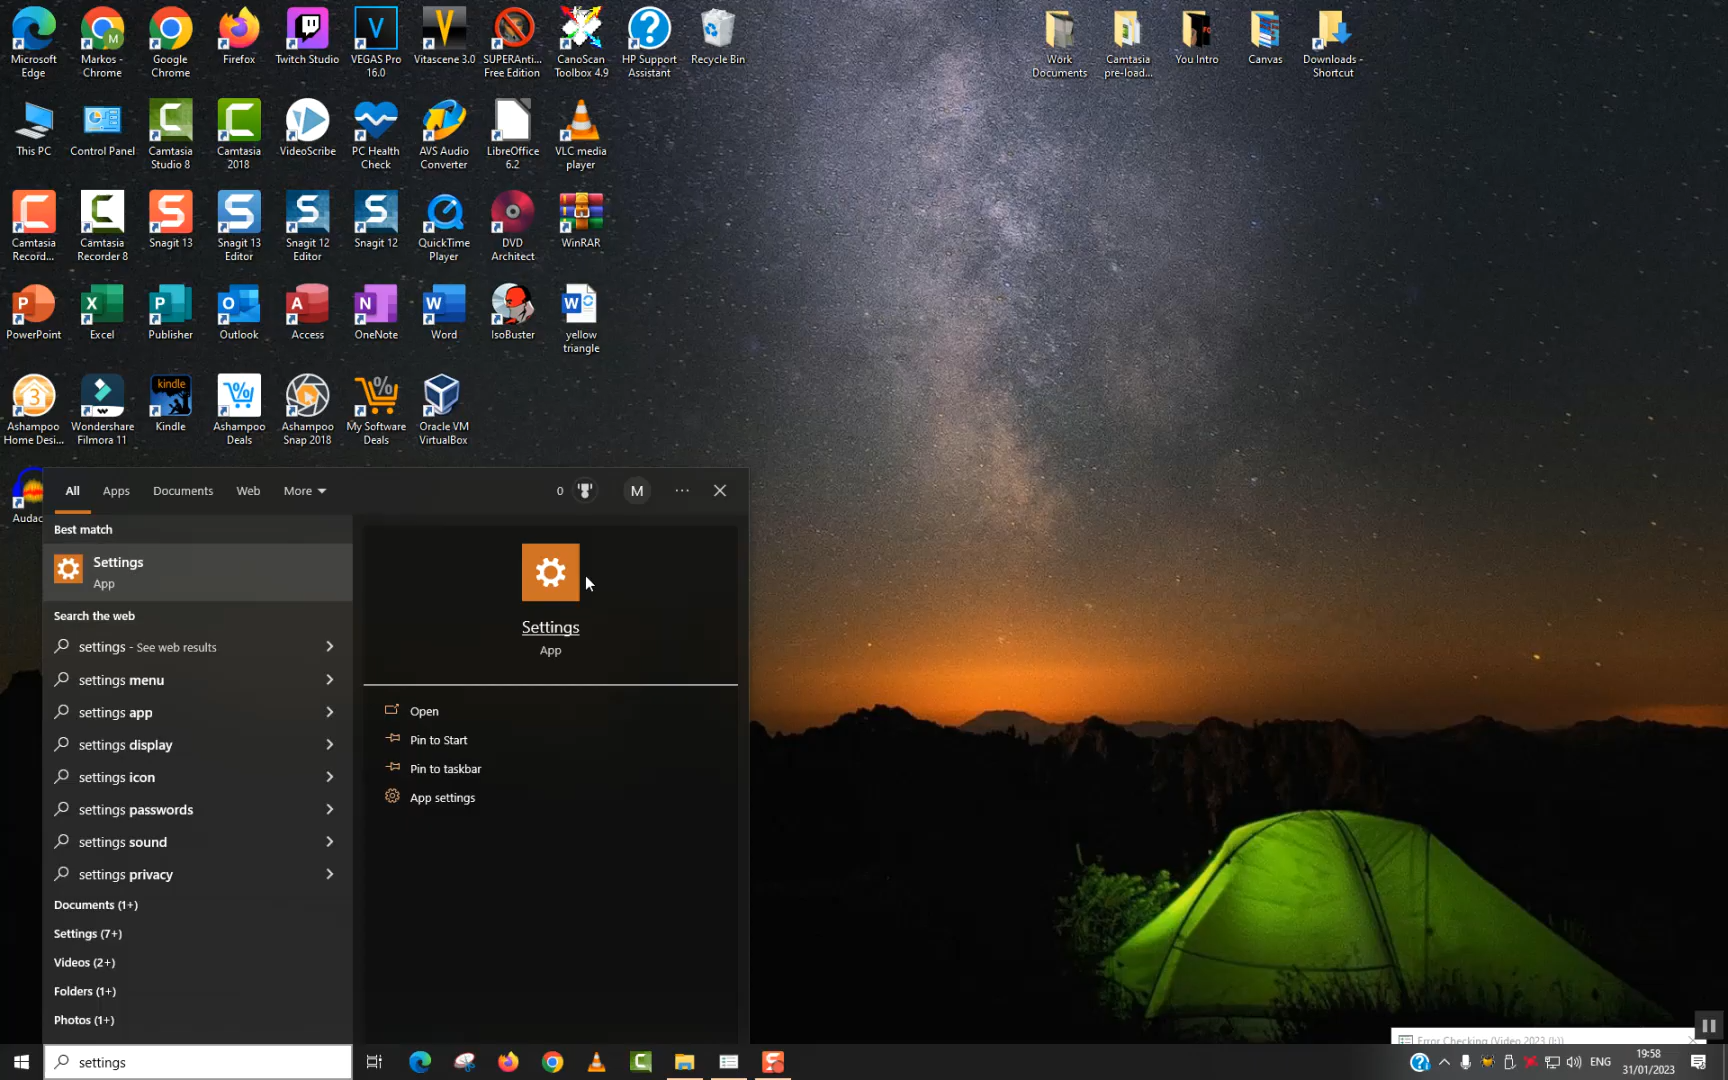 Microsoft Edge
Markos - Chrome
Google Chrome
Firefox
Twitch Studio
VEGAS Pro 16.0
Vitascene 3.0
SUPERAnti... Free Edition
CanoScan Toolbox 4.9
HP Support Assistant
Recycle Bin
Work Documents
Camtasia pre-load...
You Intro
Canvas
Downloads - Shortcut
This PC
Control Panel
Camtasia Studio 8
Camtasia 2018
VideoScribe
PC Health Check
AVS Audio Converter
LibreOffice 6.2
VLC media player
Camtasia Record...
Camtasia Recorder 8
Snagit 13
Snagit 13 Editor
Snagit 12 Editor
Snagit 12
QuickTime Player
DVD Architect
WinRAR
PowerPoint
Excel
Publisher
Outlook
Access
OneNote
Word
IsoBuster
yellow triangle
kindle
Ashampoo Home Desi...
Wondershare Filmora 11
Kindle
Ashampoo Deals
Ashampoo Snap 2018
My Software Deals
Oracle VM VirtualBox
Audac
All Apps Documents Web More 0 M
Best match
Settings
App
Search the web
settings - See web results
settings menu
settings app
settings display
settings icon
settings passwords
settings sound
settings privacy
Documents (1+)
Settings (7+)
Videos (2+)
Folders (1+)
Photos (1+)
Settings
App
Open
Pin to Start
Pin to taskbar
App settings
settings
Error Checking (Video 2023 (I:))
ENG
19:58
31/01/2023